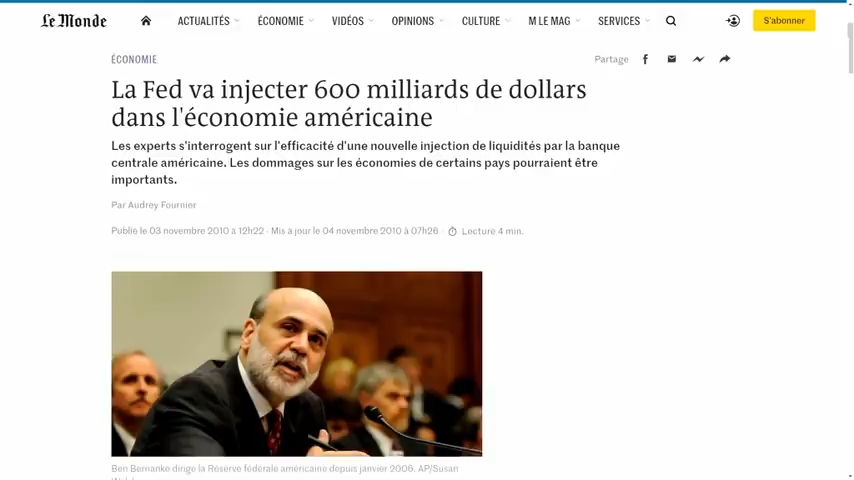 Le Monde
ACTUALITÉS ÉCONOMIE VIDÉOS OPINIONS CULTURE M LE MAG SERVICES
S'abonner
ÉCONOMIE
Partage
La Fed va injecter 600 milliards de dollars
dans l'économie américaine
Les experts s'interrogent sur l'efficacité d'une nouvelle injection de liquidités par la banque
centrale américaine. Les dommages sur les économies de certains pays pourraient être
importants.
Par Audrey Fournier
Publié le 03 novembre 2010 à 12h22 · Mis à jour le 04 novembre 2010 à 07h26 · Lecture 4 min.
Ben Bernanke dirige la Réserve fédérale américaine depuis janvier 2006. AP/Susan